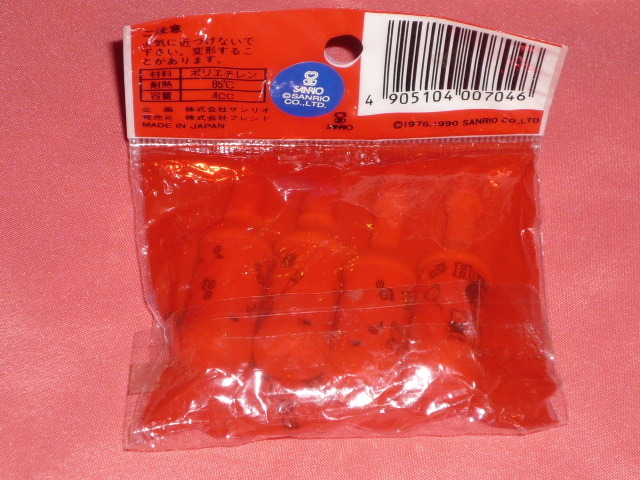 ご注意
火気に近づけないで
下さい。変形するこ
とがあります。
材料 ポリエチレン
耐熱 65℃
容量 4cc
企 画 株式会社サンリオ
発売元 株式会社フレンド
MADE IN JAPAN
SANRIO
©SANRIO
CO.,LTD.
SANRIO
4 905104 007046
©1976,1990 SANRIO CO.,LTD